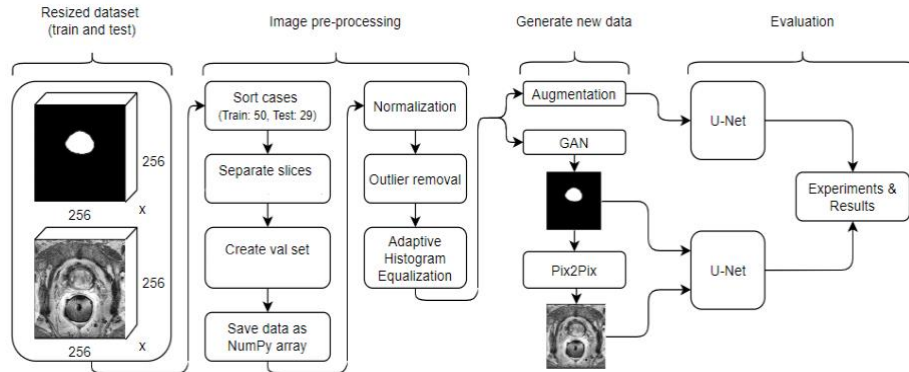 Resized dataset
(train and test)
Image pre-processing
Generate new data
Evaluation
256
256
x
256
256
x
Sort cases
(Train: 50, Test: 29)
Separate slices
Create val set
Save data as
NumPy array
Normalization
Outlier removal
Adaptive
Histogram
Equalization
Augmentation
GAN
Pix2Pix
U-Net
U-Net
Experiments &
Results